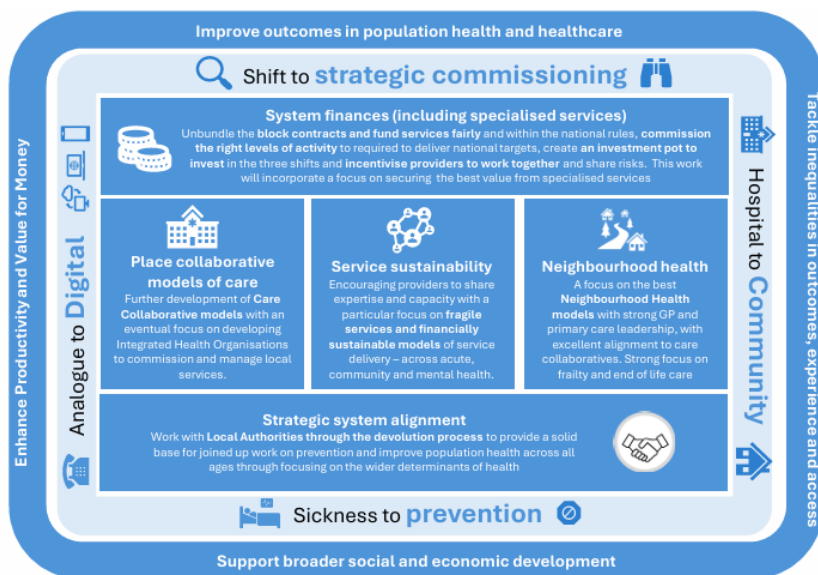 Improve outcomes in population health and healthcare
Shift to strategic commissioning
System finances (including specialised services)
Unbundle the block contracts and fund services fairly and within the national rules, commission
the right levels of activity to required to deliver national targets, create an investment pot to
invest in the three shifts and incentivise providers to work together and share risks. This work
will incorporate a focus on securing the best value from specialised services
Enhance Productivity and Value for Money
Analogue to Digital
Place collaborative
models of care
Further development of Care
Collaborative models with an
eventual focus on developing
Integrated Health Organisations
to commission and manage local
services.
Service sustainability
Encouraging providers to share
expertise and capacity with a
particular focus on fragile
services and financially
sustainable models of service
delivery – across acute,
community and mental health.
Neighbourhood health
A focus on the best
Neighbourhood Health
models with strong GP and
primary care leadership, with
excellent alignment to care
collaboratives. Strong focus on
frailty and end of life care
Hospital to Community
Tackle inequalities in outcomes, experience and access
Strategic system alignment
Work with Local Authorities through the devolution process to provide a solid
base for joined up work on prevention and improve population health across all
ages through focusing on the wider determinants of health
Sickness to prevention
Support broader social and economic development